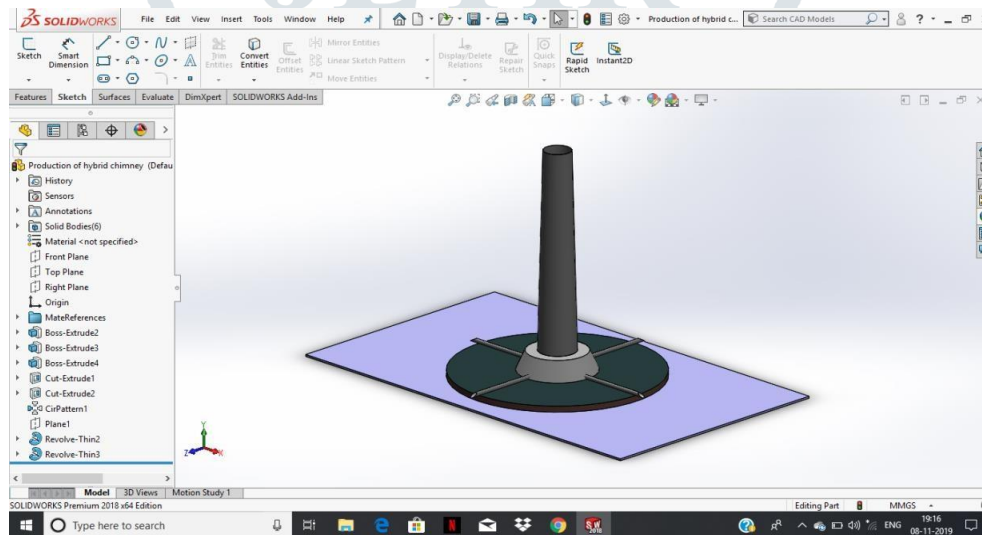 SOLIDWORKS File Edit View Insert Tools Window Help Production of hybrid c... Search CAD Models
Sketch Smart Dimension Trim Entities Convert Entities Offset Entities Mirror Entities Linear Sketch Pattern Move Entities Display/Delete Relations Repair Sketch Quick Snaps Rapid Sketch Instant2D
Features Sketch Surfaces Evaluate DimXpert SOLIDWORKS Add-Ins
Production of hybrid chimney (Defau
History
Sensors
Annotations
Solid Bodies(6)
Material <not specified>
Front Plane
Top Plane
Right Plane
Origin
MateReferences
Boss-Extrude2
Boss-Extrude3
Boss-Extrude4
Cut-Extrude1
Cut-Extrude2
CirPattern1
Plane1
Revolve-Thin2
Revolve-Thin3
Y
Z X
Model 3D Views Motion Study 1
SOLIDWORKS Premium 2018 x64 Edition Editing Part MMGS
Type here to search ENG 19:16
08-11-2019